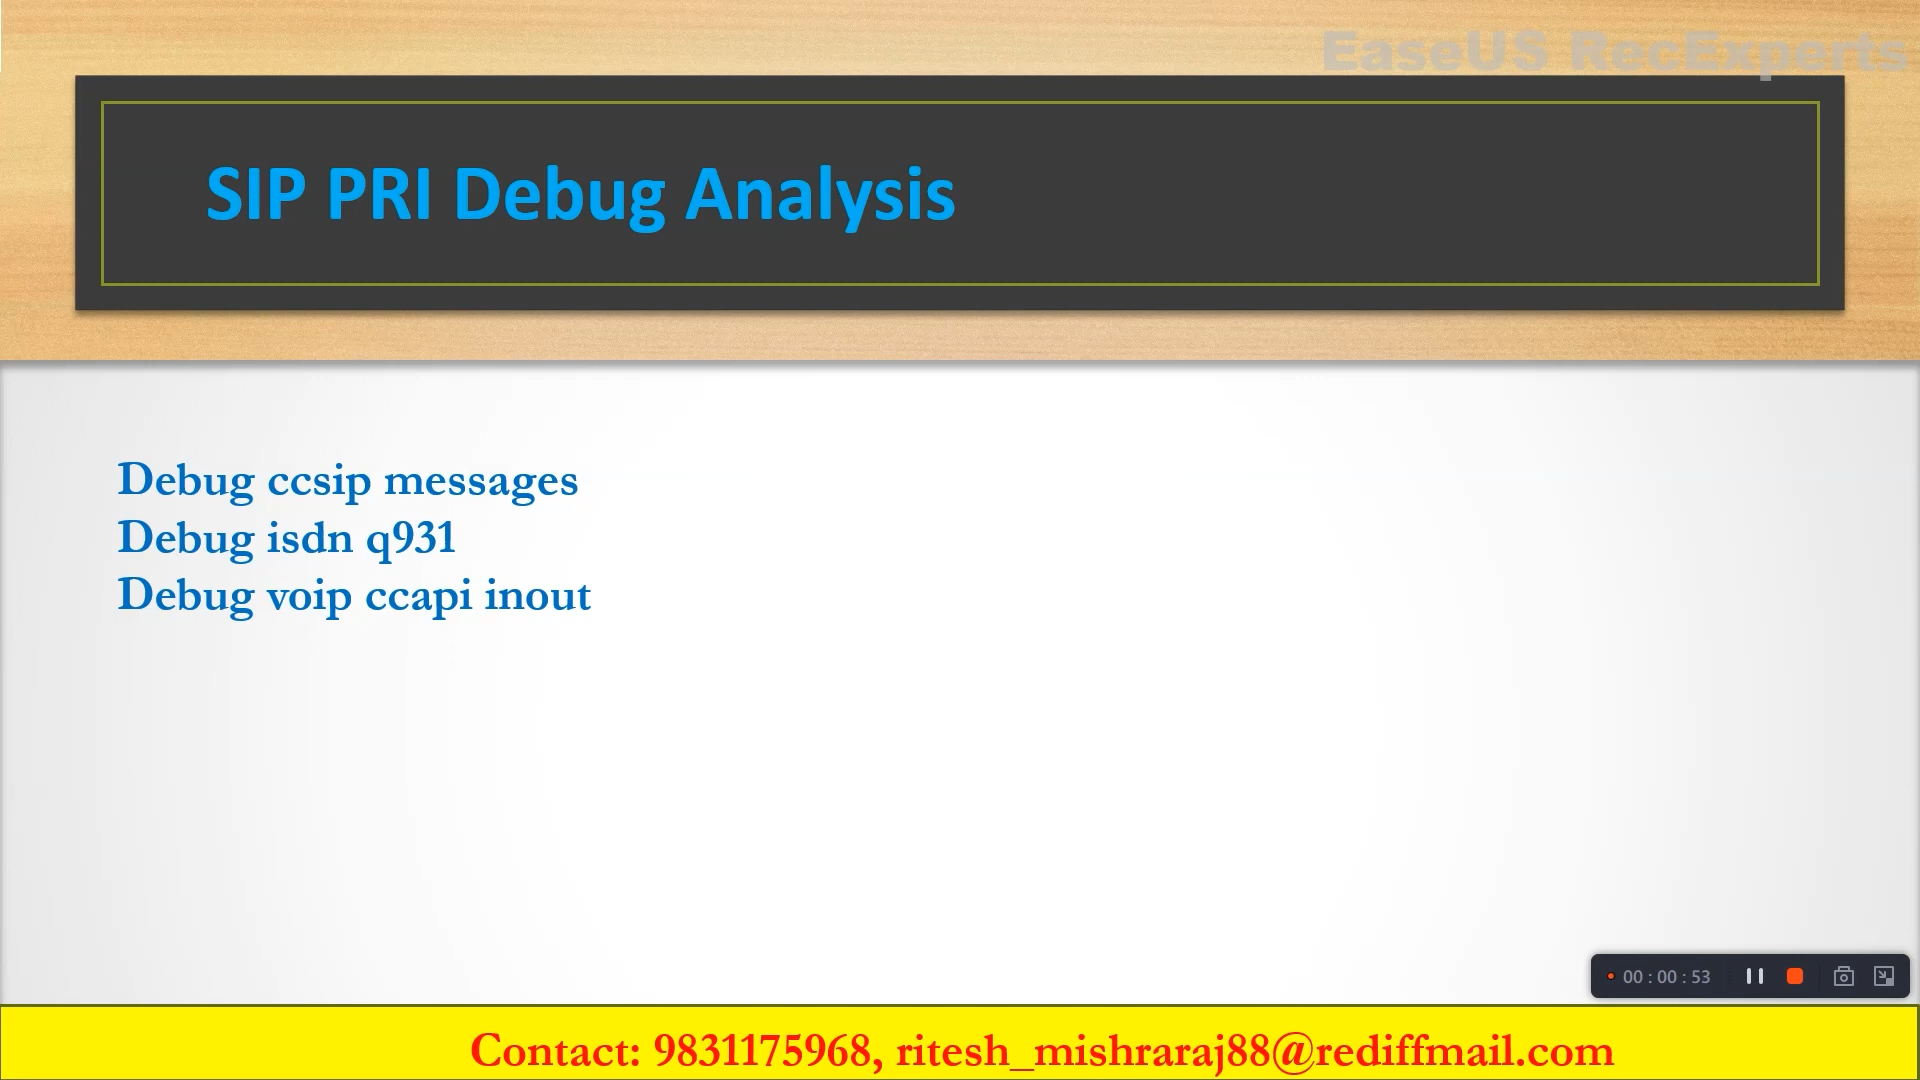 EaseUS RecExperts
SIP PRI Debug Analysis
Debug ccsip messages
Debug isdn q931
Debug voip ccapi inout
00 : 00 : 53
Contact: 9831175968, ritesh_mishraraj88@rediffmail.com